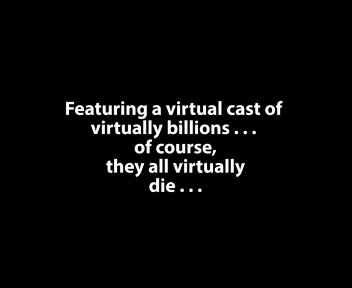 Featuring a virtual cast of
virtually billions . . .
of course,
they all virtually
die . . .